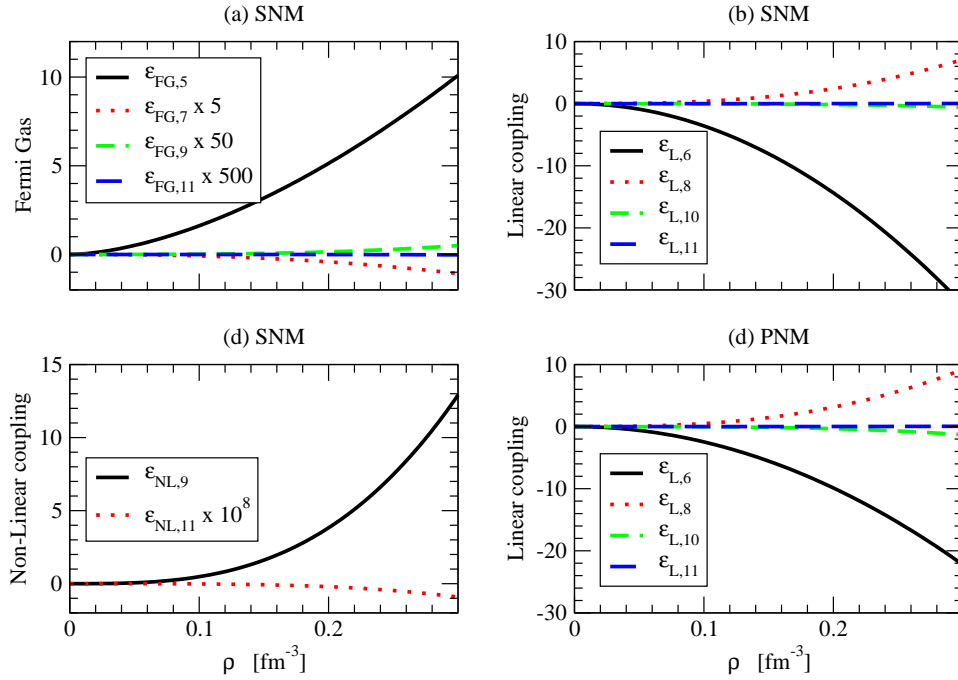 (a) SNM
Fermi Gas
10
5
0
ε_FG,5
ε_FG,7 x 5
ε_FG,9 x 50
ε_FG,11 x 500
(b) SNM
Linear coupling
10
0
-10
-20
-30
ε_L,6
ε_L,8
ε_L,10
ε_L,11
(d) SNM
Non-Linear coupling
15
10
5
0
ε_NL,9
ε_NL,11 x 10^8
0 0.1 0.2
ρ [fm^-3]
(d) PNM
Linear coupling
10
0
-10
-20
-30
ε_L,6
ε_L,8
ε_L,10
ε_L,11
0 0.1 0.2
ρ [fm^-3]